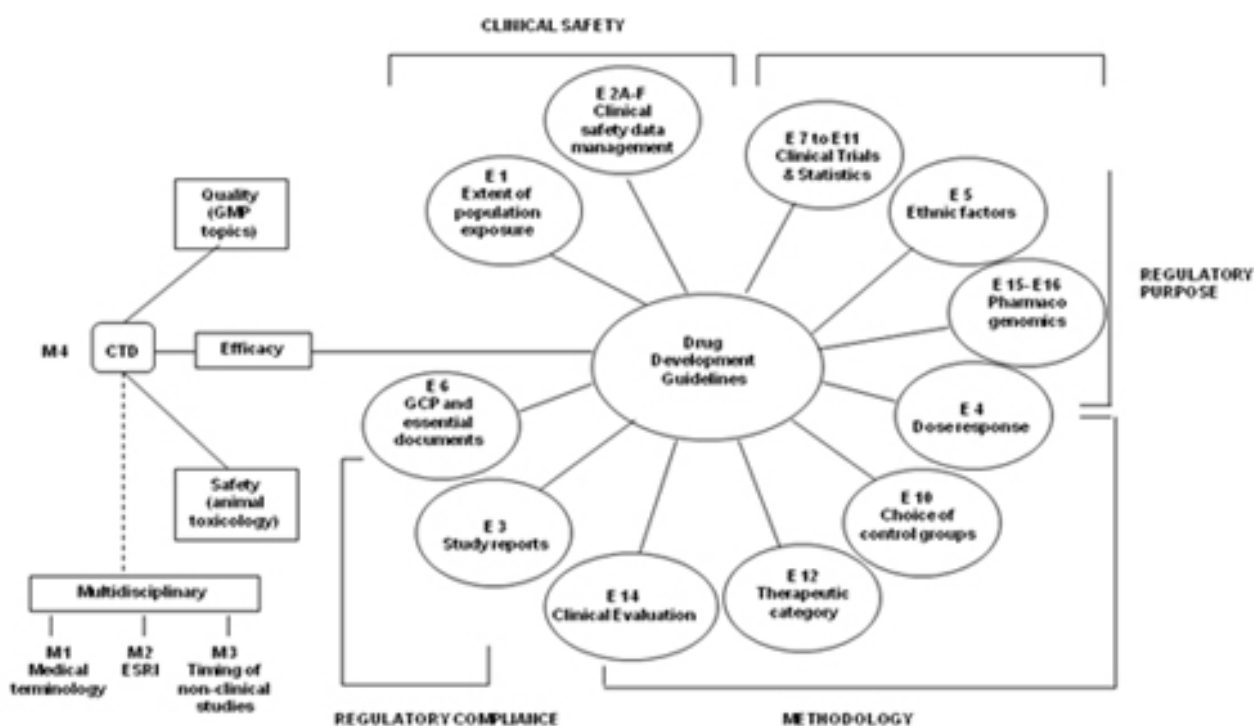 CLINICAL SAFETY
E 2A-F
Clinical
safety data
management
E 7 to E11
Clinical Trials
& Statistics
E 1
Extent of
population
exposure
E 5
Ethnic factors
Quality
(GMP
topics)
E 15- E16
Pharmaco
genomics
REGULATORY
PURPOSE
M4
CTD
Efficacy
Drug
Development
Guidelines
E 6
GCP and
essential
documents
E 4
Dose response
Safety
(animal
toxicology)
E 3
Study reports
E 10
Choice of
control groups
E 14
Clinical Evaluation
E 12
Therapeutic
category
Multidisciplinary
M1
Medical
terminology
M2
ESRI
M3
Timing of
non-clinical
studies
REGULATORY COMPLIANCE
METHODOLOGY